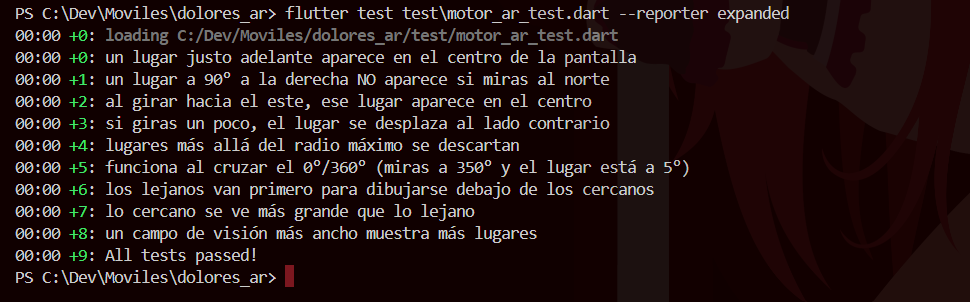 PS C:\Dev\Moviles\dolores_ar> flutter test test\motor_ar_test.dart --reporter expanded
00:00 +0: loading C:/Dev/Moviles/dolores_ar/test/motor_ar_test.dart
00:00 +0: un lugar justo adelante aparece en el centro de la pantalla
00:00 +1: un lugar a 90° a la derecha NO aparece si miras al norte
00:00 +2: al girar hacia el este, ese lugar aparece en el centro
00:00 +3: si giras un poco, el lugar se desplaza al lado contrario
00:00 +4: lugares más allá del radio máximo se descartan
00:00 +5: funciona al cruzar el 0°/360° (miras a 350° y el lugar está a 5°)
00:00 +6: los lejanos van primero para dibujarse debajo de los cercanos
00:00 +7: lo cercano se ve más grande que lo lejano
00:00 +8: un campo de visión más ancho muestra más lugares
00:00 +9: All tests passed!
PS C:\Dev\Moviles\dolores_ar>